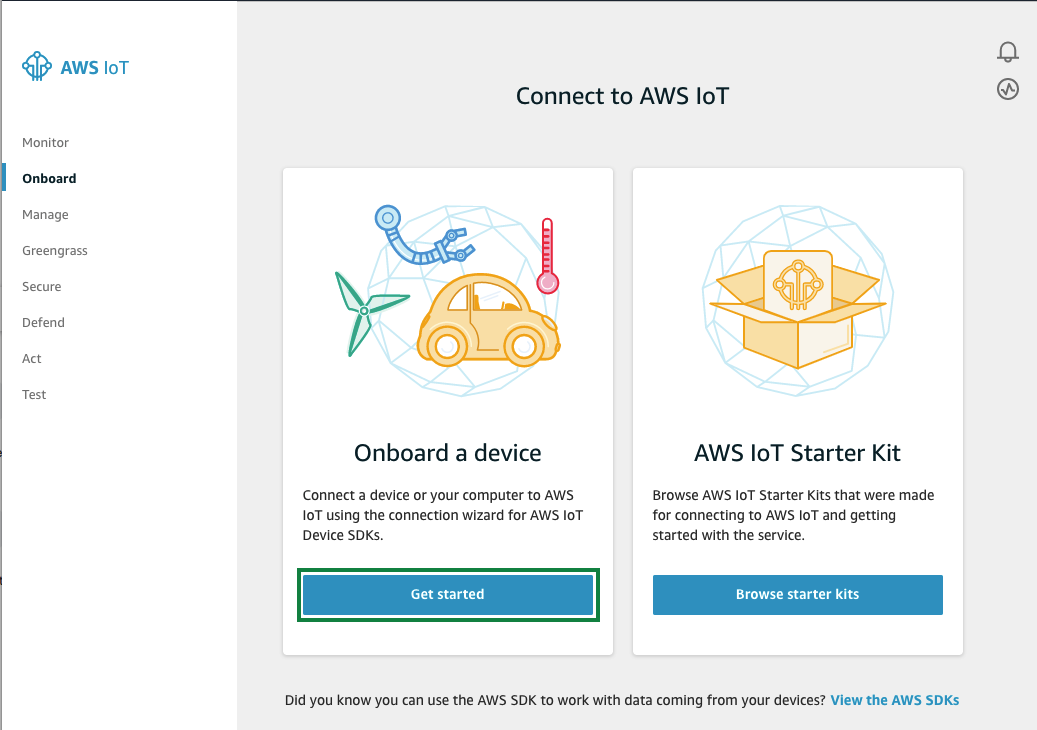 AWS IoT
Connect to AWS IoT
Monitor
Onboard
Manage
Greengrass
Secure
Defend
Act
Test
Onboard a device
Connect a device or your computer to AWS
IoT using the connection wizard for AWS IoT
Device SDKs.
Get started
AWS IoT Starter Kit
Browse AWS IoT Starter Kits that were made
for connecting to AWS IoT and getting
started with the service.
Browse starter kits
Did you know you can use the AWS SDK to work with data coming from your devices? View the AWS SDKs